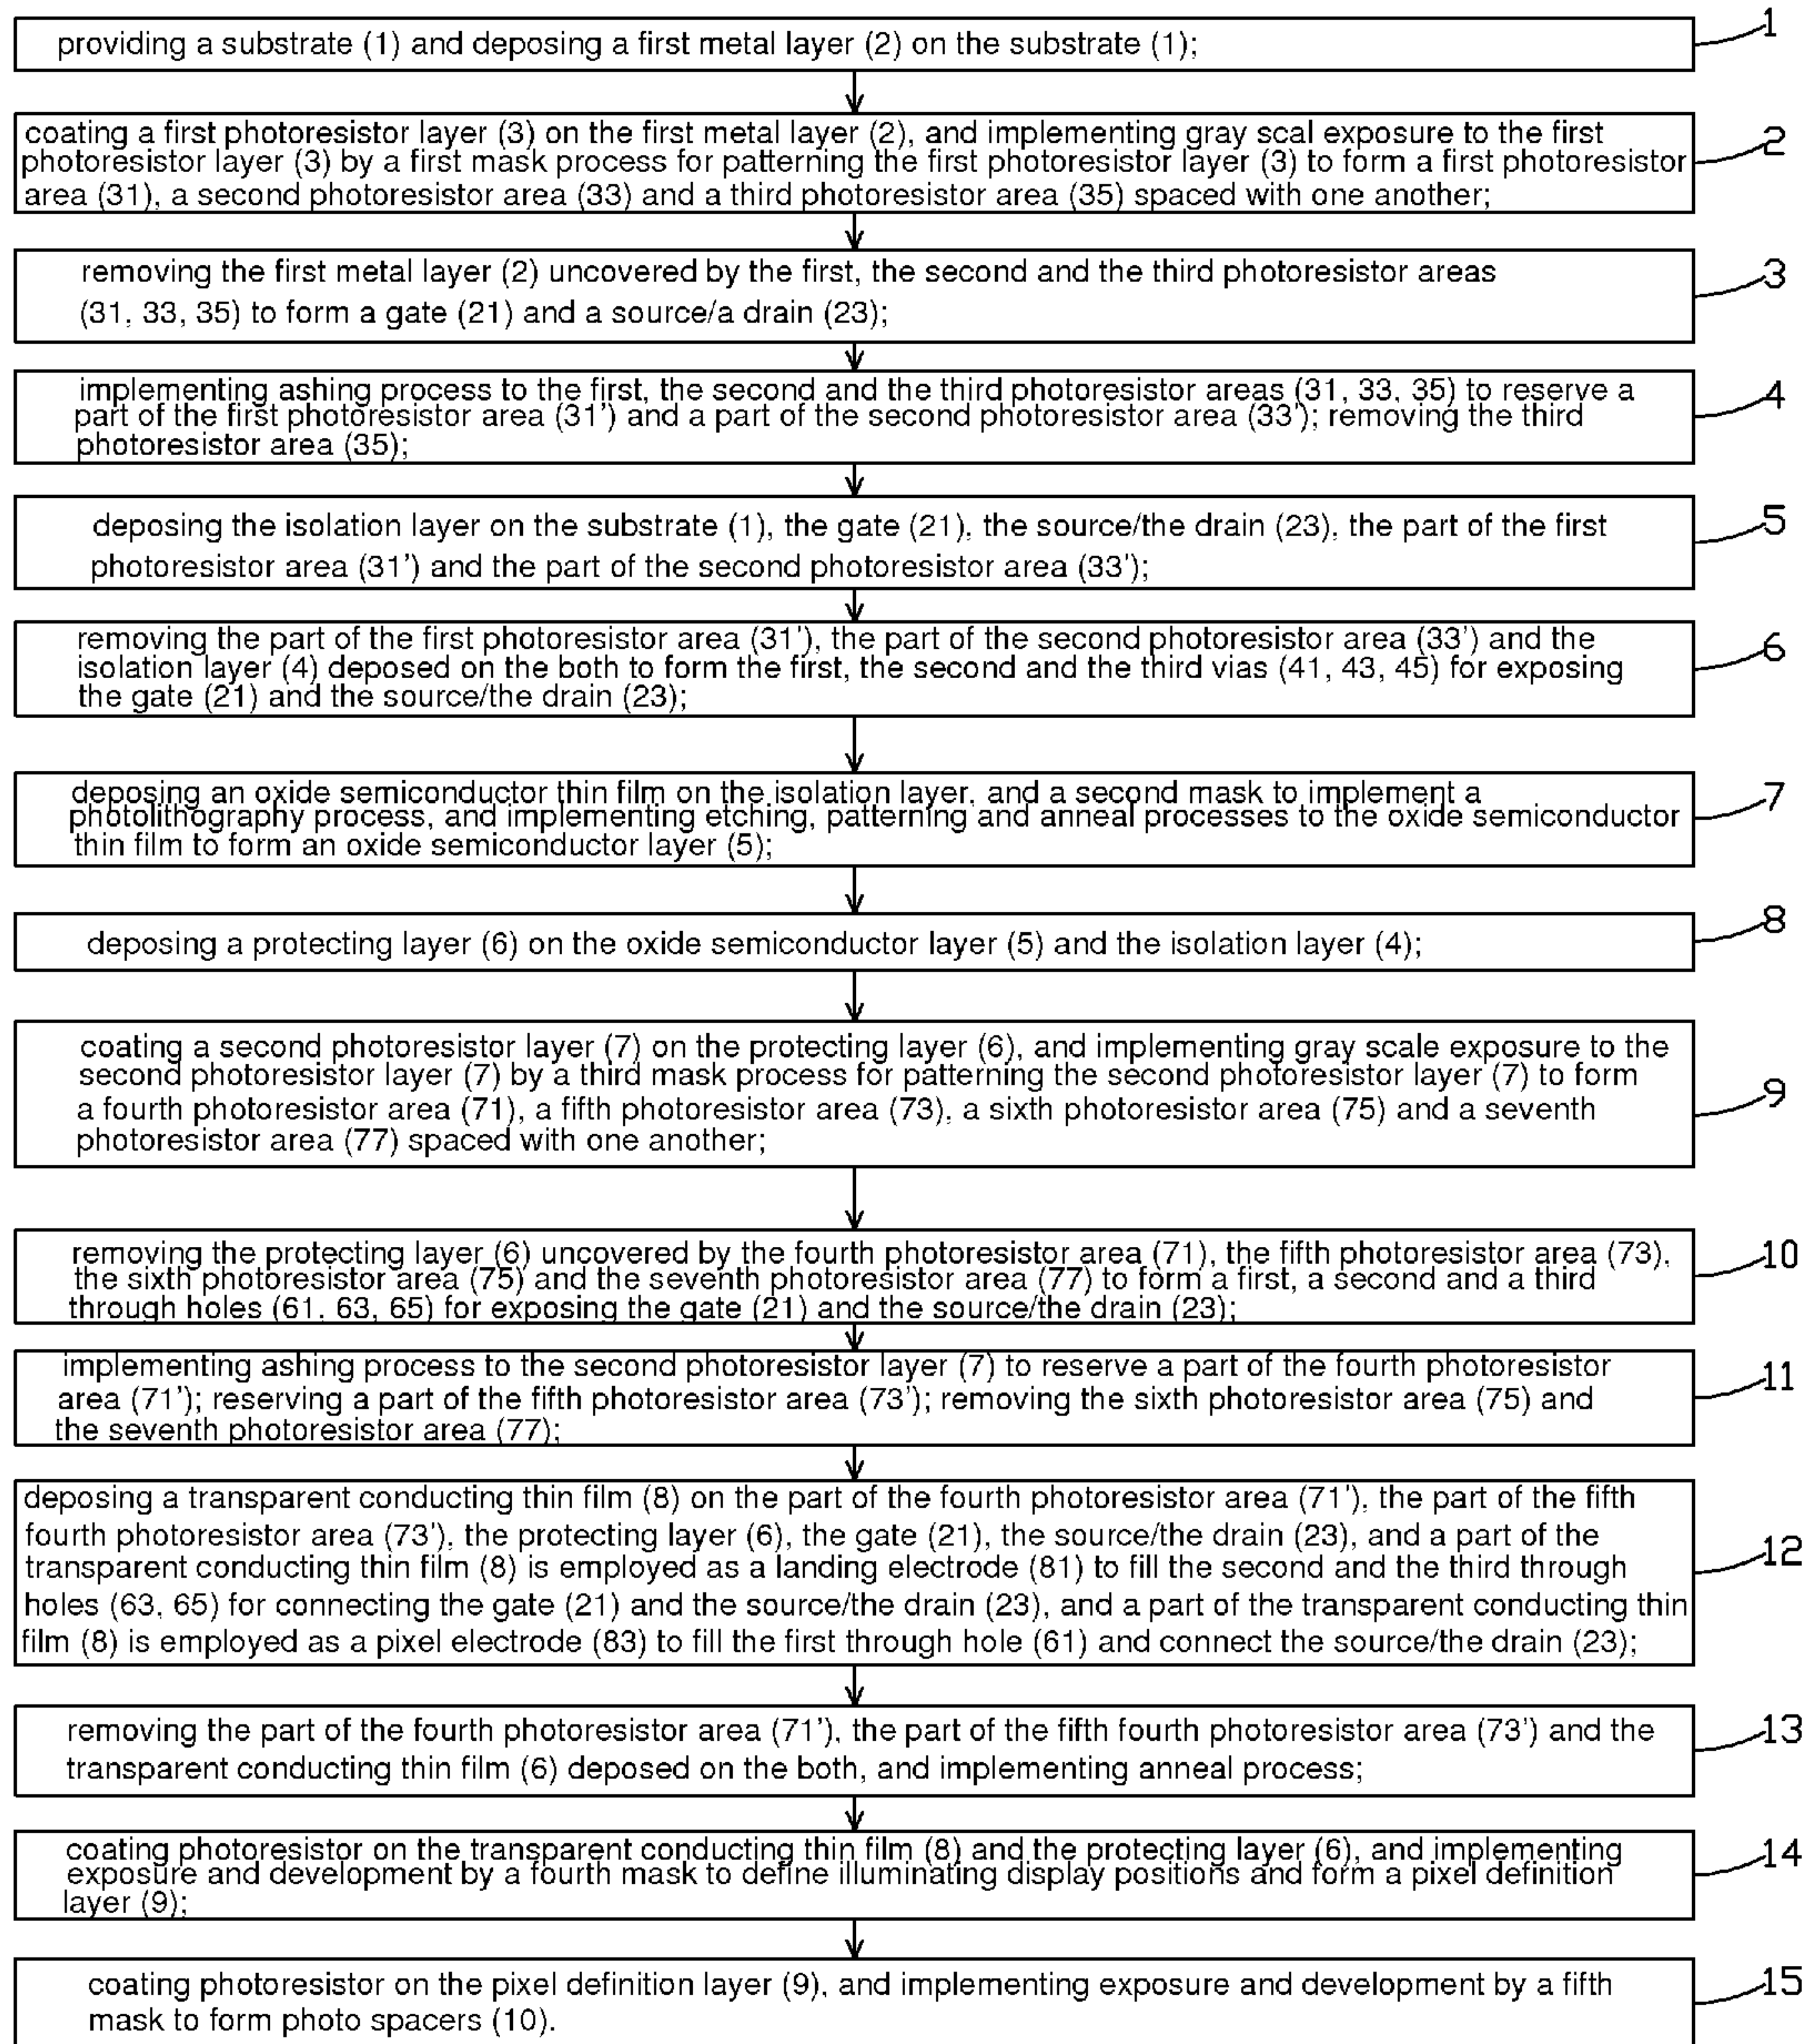 providing a substrate (1) and deposing a first metal layer (2) on the substrate (1);
1
coating a first photoresistor layer (3) on the first metal layer (2), and implementing gray scal exposure to the first
photoresistor layer (3) by a first mask process for patterning the first photoresistor layer (3) to form a first photoresistor
area (31), a second photoresistor area (33) and a third photoresistor area (35) spaced with one another;
2
removing the first metal layer (2) uncovered by the first, the second and the third photoresistor areas
(31, 33, 35) to form a gate (21) and a source/a drain (23);
3
implementing ashing process to the first, the second and the third photoresistor areas (31, 33, 35) to reserve a
part of the first photoresistor area (31') and a part of the second photoresistor area (33'); removing the third
photoresistor area (35);
4
deposing the isolation layer on the substrate (1), the gate (21), the source/the drain (23), the part of the first
photoresistor area (31') and the part of the second photoresistor area (33');
5
removing the part of the first photoresistor area (31'), the part of the second photoresistor area (33') and the
isolation layer (4) deposed on the both to form the first, the second and the third vias (41, 43, 45) for exposing
the gate (21) and the source/the drain (23);
6
deposing an oxide semiconductor thin film on the isolation layer, and a second mask to implement a
photolithography process, and implementing etching, patterning and anneal processes to the oxide semiconductor
thin film to form an oxide semiconductor layer (5);
7
deposing a protecting layer (6) on the oxide semiconductor layer (5) and the isolation layer (4);
8
coating a second photoresistor layer (7) on the protecting layer (6), and implementing gray scale exposure to the
second photoresistor layer (7) by a third mask process for patterning the second photoresistor layer (7) to form
a fourth photoresistor area (71), a fifth photoresistor area (73), a sixth photoresistor area (75) and a seventh
photoresistor area (77) spaced with one another;
9
removing the protecting layer (6) uncovered by the fourth photoresistor area (71), the fifth photoresistor area (73),
the sixth photoresistor area (75) and the seventh photoresistor area (77) to form a first, a second and a third
through holes (61, 63, 65) for exposing the gate (21) and the source/the drain (23);
10
implementing ashing process to the second photoresistor layer (7) to reserve a part of the fourth photoresistor
area (71'); reserving a part of the fifth photoresistor area (73'); removing the sixth photoresistor area (75) and
the seventh photoresistor area (77);
11
deposing a transparent conducting thin film (8) on the part of the fourth photoresistor area (71'), the part of the fifth
fourth photoresistor area (73'), the protecting layer (6), the gate (21), the source/the drain (23), and a part of the
transparent conducting thin film (8) is employed as a landing electrode (81) to fill the second and the third through
holes (63, 65) for connecting the gate (21) and the source/the drain (23), and a part of the transparent conducting thin
film (8) is employed as a pixel electrode (83) to fill the first through hole (61) and connect the source/the drain (23);
12
removing the part of the fourth photoresistor area (71'), the part of the fifth fourth photoresistor area (73') and the
transparent conducting thin film (6) deposed on the both, and implementing anneal process;
13
coating photoresistor on the transparent conducting thin film (8) and the protecting layer (6), and implementing
exposure and development by a fourth mask to define illuminating display positions and form a pixel definition
layer (9);
14
coating photoresistor on the pixel definition layer (9), and implementing exposure and development by a fifth
mask to form photo spacers (10).
15